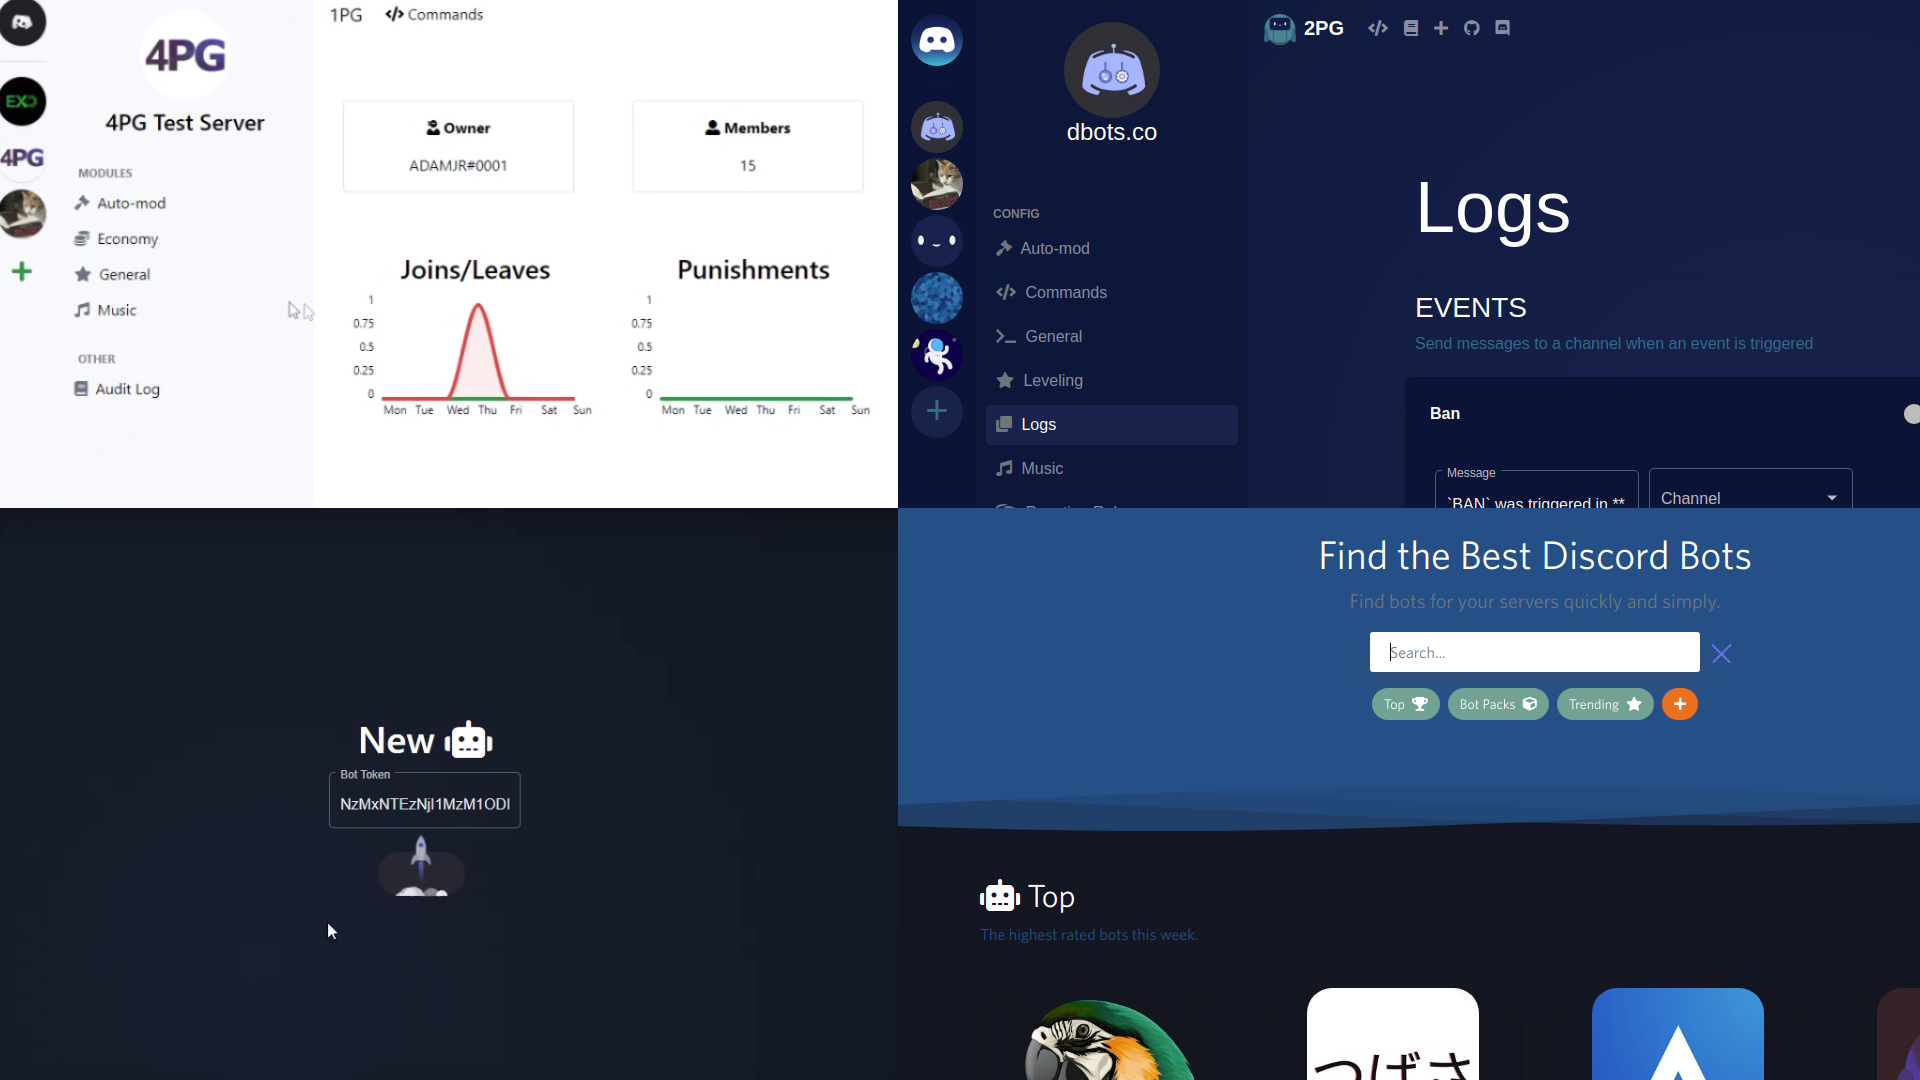 1PG
Commands
4PG
4PG Test Server
EXD
4PG
MODULES
Auto-mod
Economy
General
Music
OTHER
Audit Log
Owner
ADAMJR#0001
Members
15
Joins/Leaves
1
0.75
0.5
0.25
0
Mon Tue Wed Thu Fri Sat Sun
Punishments
1
0.75
0.5
0.25
0
Mon Tue Wed Thu Fri Sat Sun
2PG
dbots.co
CONFIG
Auto-mod
Commands
General
Leveling
Logs
Music
Logs
EVENTS
Send messages to a channel when an event is triggered
Ban
Message
`BAN` was triggered in **
Channel
New
Bot Token
NzMxNTEzNjI1MzM1ODI
Find the Best Discord Bots
Find bots for your servers quickly and simply.
Search...
Top
Bot Packs
Trending
Top
The highest rated bots this week.
つばさ